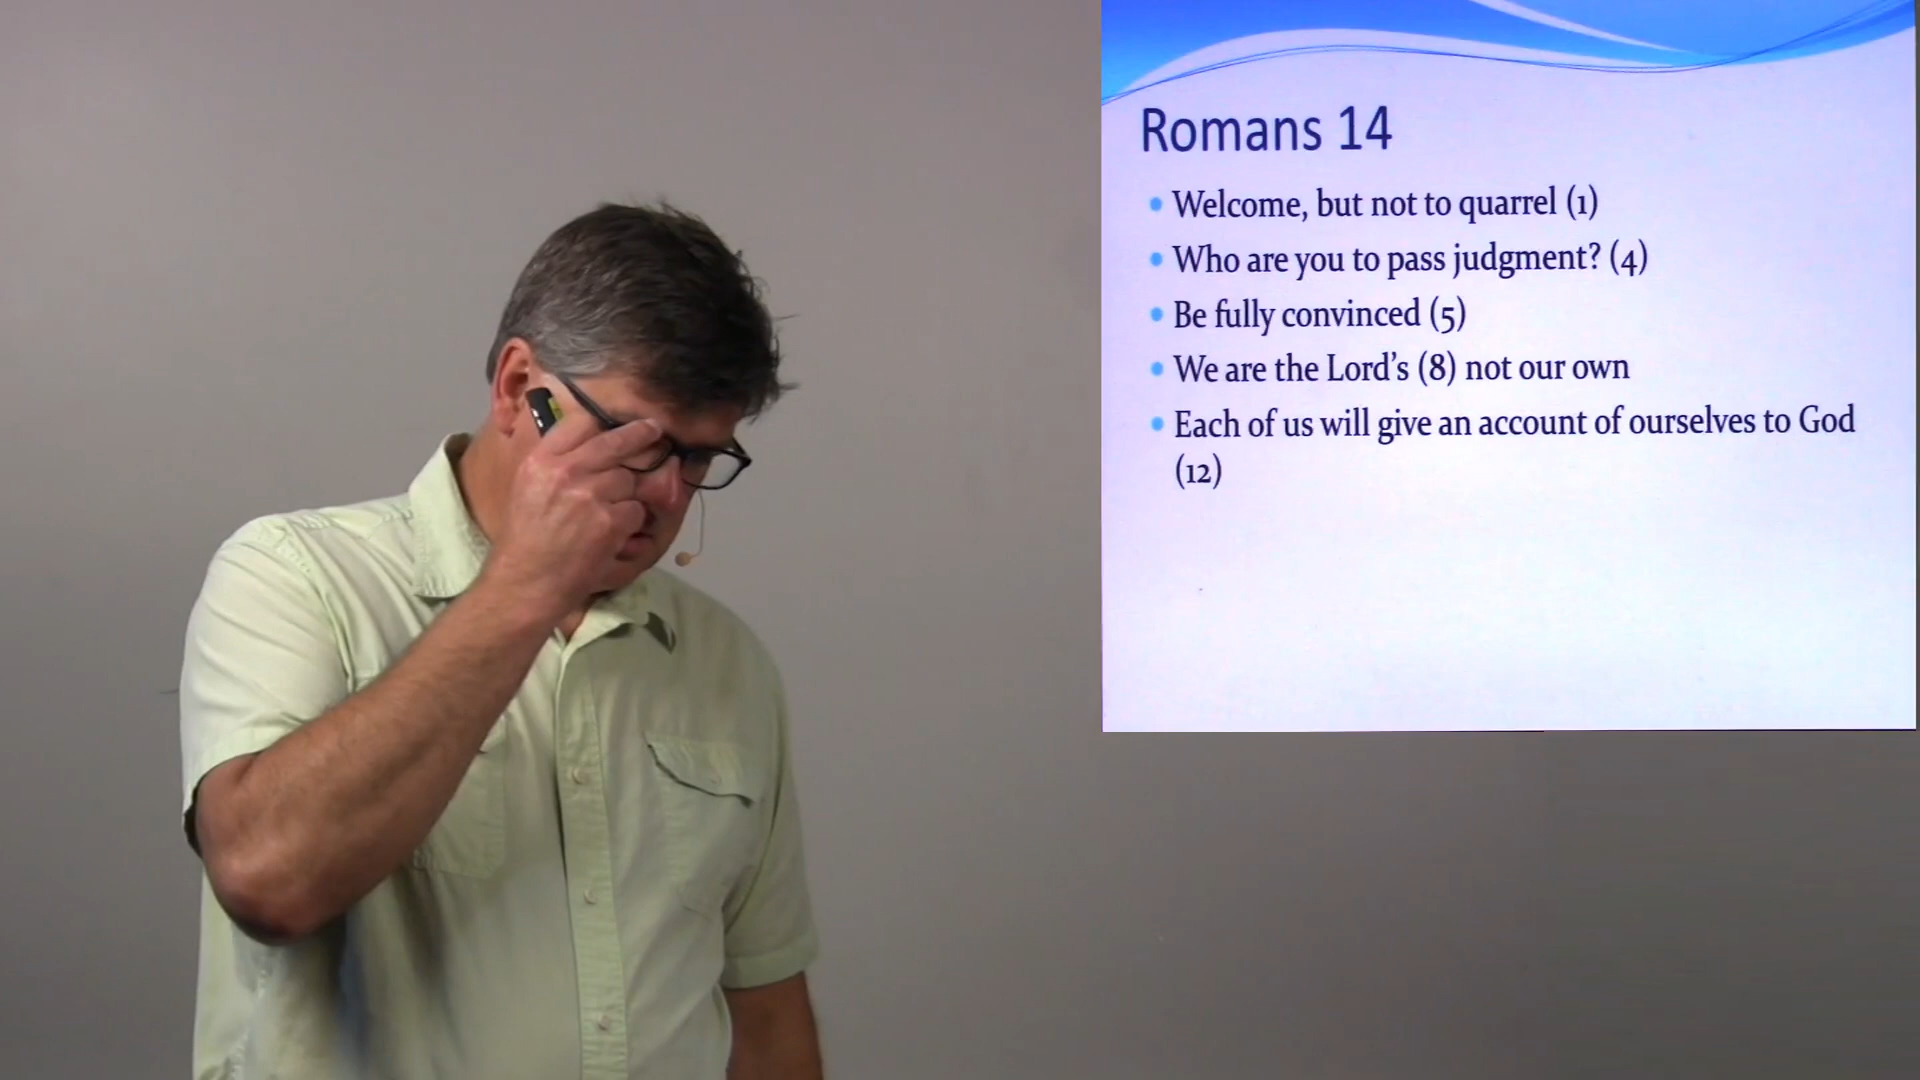 Romans 14
Welcome, but not to quarrel (1)
Who are you to pass judgment? (4)
Be fully convinced (5)
We are the Lord's (8) not our own
Each of us will give an account of ourselves to God
(12)